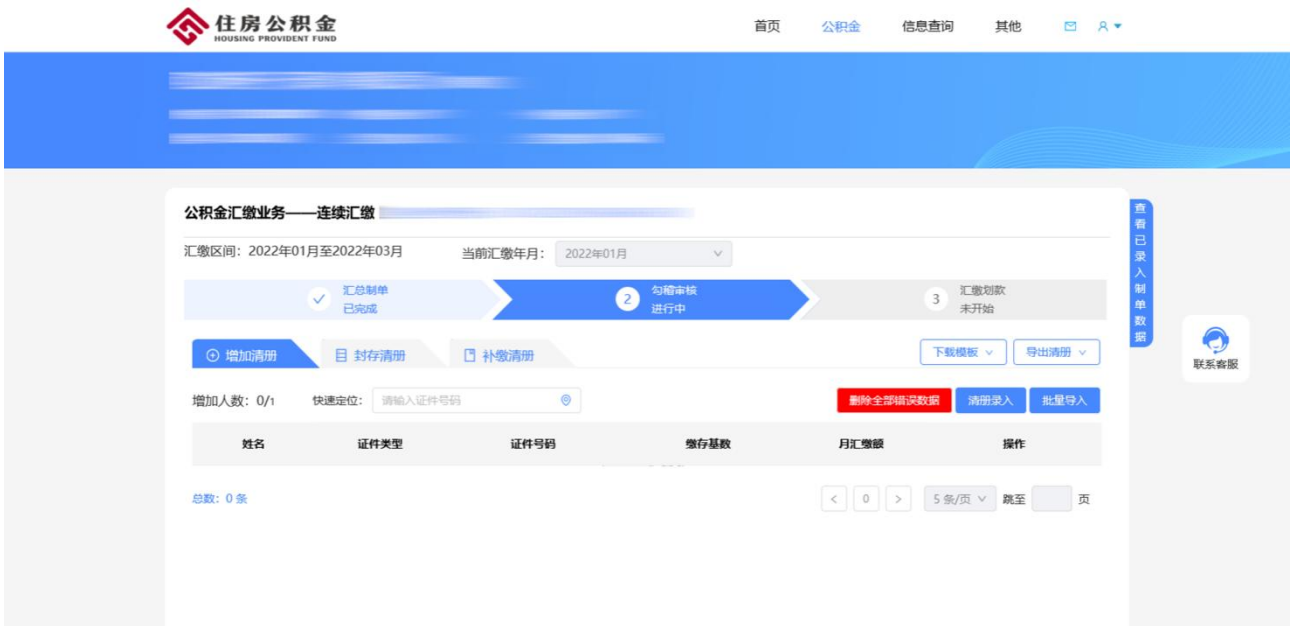 住房公积金
HOUSING PROVIDENT FUND
首页 公积金 信息查询 其他
公积金汇缴业务——连续汇缴
汇缴区间：2022年01月至2022年03月 当前汇缴年月： 2022年01月
汇总制单
已完成
2 勾稽审核
进行中
3 汇缴划款
未开始
增加清册 封存清册 补缴清册 下载模板 导出清册
增加人数：0/1 快速定位： 请输入证件号码 删除全部错误数据 清册录入 批量导入
姓名 证件类型 证件号码 缴存基数 月汇缴额 操作
总数：0 条 < 0 > 5 条/页 跳至 页
查看已录入制单数据
联系客服